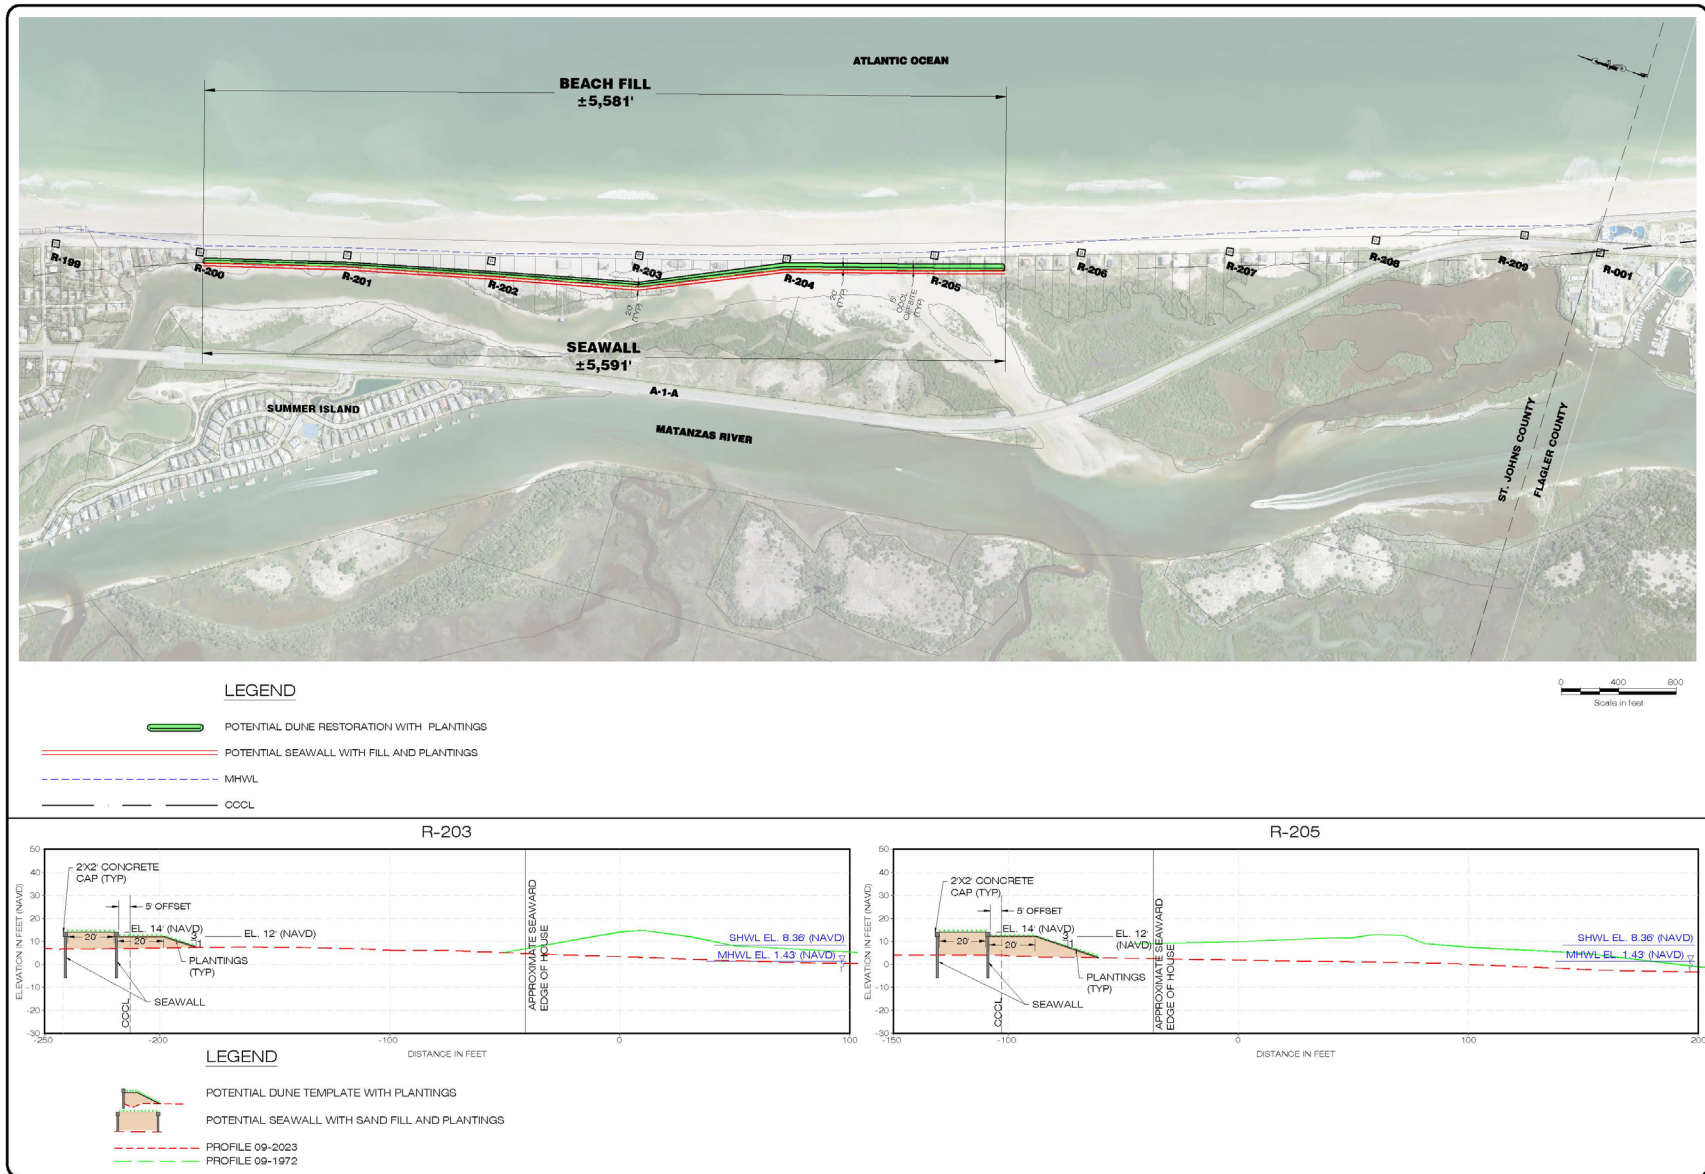 ATLANTIC OCEAN
BEACH FILL
±5,581'
R-199
R-200
R-201
R-202
R-203
R-204
R-205
R-206
R-207
R-208
R-209
R-001
20'
(TYP)
20'
(TYP)
5'
CCCL
OFFSITE
(TYP)
SEAWALL
±5,591'
A-1-A
SUMMER ISLAND
MATANZAS RIVER
ST. JOHNS COUNTY
FLAGLER COUNTY
LEGEND
POTENTIAL DUNE RESTORATION WITH PLANTINGS
POTENTIAL SEAWALL WITH FILL AND PLANTINGS
MHWL
CCCL
0 400 800
Scale in feet
R-203
50
40
30
20
10
0
-10
-20
-30
ELEVATION IN FEET (NAVD)
2'X2' CONCRETE
CAP (TYP)
5' OFFSET
EL. 14' (NAVD)
EL. 12' (NAVD)
20'
20'
3
1
PLANTINGS
(TYP)
SEAWALL
CCCL
APPROXIMATE SEAWARD
EDGE OF HOUSE
SHWL EL. 8.36' (NAVD)
MHWL EL. 1.43' (NAVD)
-250 -200 -100 0 100
DISTANCE IN FEET
R-205
50
40
30
20
10
0
-10
-20
-30
ELEVATION IN FEET (NAVD)
2'X2' CONCRETE
CAP (TYP)
5' OFFSET
EL. 14' (NAVD)
EL. 12'
(NAVD)
20'
20'
3
1
PLANTINGS
(TYP)
SEAWALL
CCCL
APPROXIMATE SEAWARD
EDGE OF HOUSE
SHWL EL. 8.36' (NAVD)
MHWL EL. 1.43' (NAVD)
-150 -100 0 100 200
DISTANCE IN FEET
LEGEND
POTENTIAL DUNE TEMPLATE WITH PLANTINGS
POTENTIAL SEAWALL WITH SAND FILL AND PLANTINGS
PROFILE 09-2023
PROFILE 09-1972